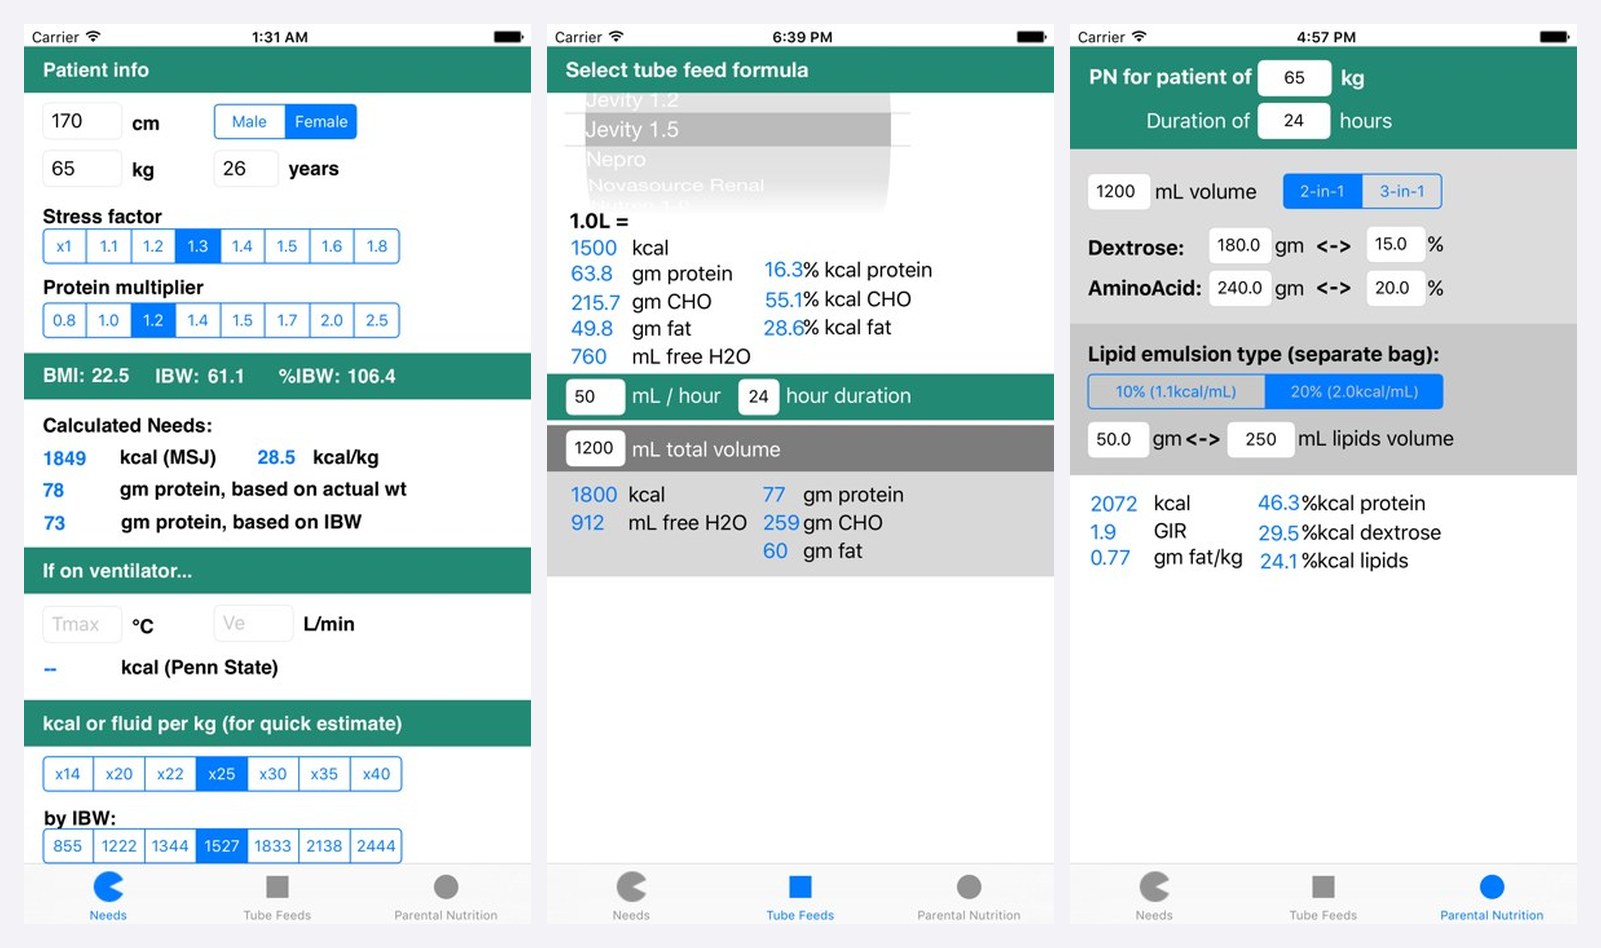 Carrier 1:31 AM
Patient info
170 cm Male Female
65 kg 26 years
Stress factor
x1 1.1 1.2 1.3 1.4 1.5 1.6 1.8
Protein multiplier
0.8 1.0 1.2 1.4 1.5 1.7 2.0 2.5
BMI: 22.5 IBW: 61.1 %IBW: 106.4
Calculated Needs:
1849 kcal (MSJ) 28.5 kcal/kg
78 gm protein, based on actual wt
73 gm protein, based on IBW
If on ventilator...
Tmax °C Ve L/min
-- kcal (Penn State)
kcal or fluid per kg (for quick estimate)
x14 x20 x22 x25 x30 x35 x40
by IBW:
855 1222 1344 1527 1833 2138 2444
Needs Tube Feeds Parental Nutrition
Carrier 6:39 PM
Select tube feed formula
Jevity 1.2
Jevity 1.5
Nepro
Novasource Renal
1.0L =
1500 kcal
63.8 gm protein 16.3% kcal protein
215.7 gm CHO 55.1% kcal CHO
49.8 gm fat 28.6% kcal fat
760 mL free H2O
50 mL / hour 24 hour duration
1200 mL total volume
1800 kcal 77 gm protein
912 mL free H2O 259 gm CHO
60 gm fat
Needs Tube Feeds Parental Nutrition
Carrier 4:57 PM
PN for patient of 65 kg
Duration of 24 hours
1200 mL volume 2-in-1 3-in-1
Dextrose: 180.0 gm <-> 15.0 %
AminoAcid: 240.0 gm <-> 20.0 %
Lipid emulsion type (separate bag):
10% (1.1kcal/mL) 20% (2.0kcal/mL)
50.0 gm <-> 250 mL lipids volume
2072 kcal 46.3 %kcal protein
1.9 GIR 29.5 %kcal dextrose
0.77 gm fat/kg 24.1 %kcal lipids
Needs Tube Feeds Parental Nutrition